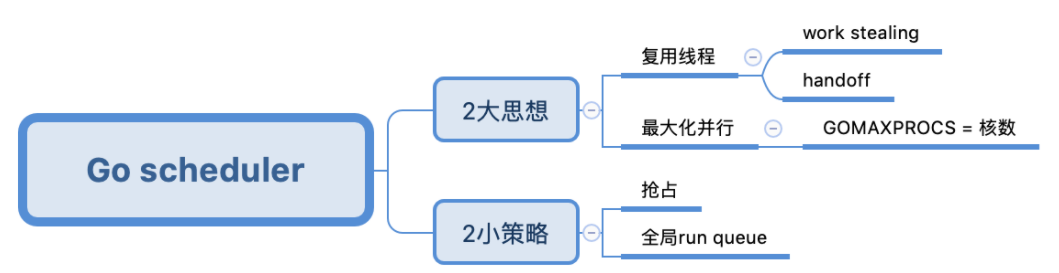 Go scheduler
2大思想
复用线程
work stealing
handoff
最大化并行
GOMAXPROCS = 核数
2小策略
抢占
全局run queue